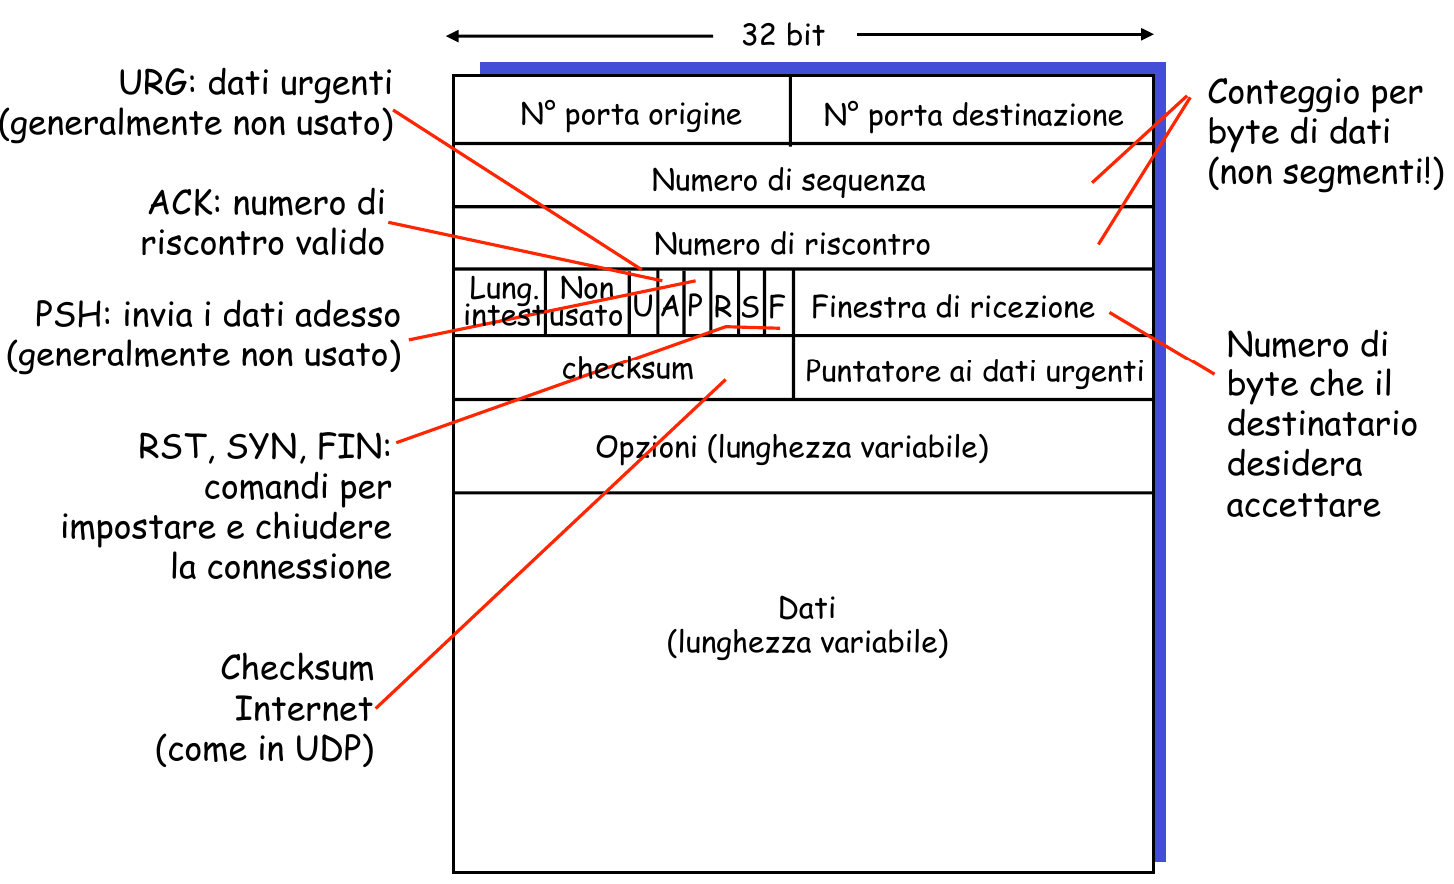 32 bit
URG: dati urgenti
(generalmente non usato)
ACK: numero di
riscontro valido
PSH: invia i dati adesso
(generalmente non usato)
RST, SYN, FIN:
comandi per
impostare e chiudere
la connessione
Checksum
Internet
(come in UDP)
N° porta origine
N° porta destinazione
Numero di sequenza
Numero di riscontro
Lung.
intest
Non
usato
U
A
P
R
S
F
Finestra di ricezione
checksum
Puntatore ai dati urgenti
Opzioni (lunghezza variabile)
Dati
(lunghezza variabile)
Conteggio per
byte di dati
(non segmenti!)
Numero di
byte che il
destinatario
desidera
accettare